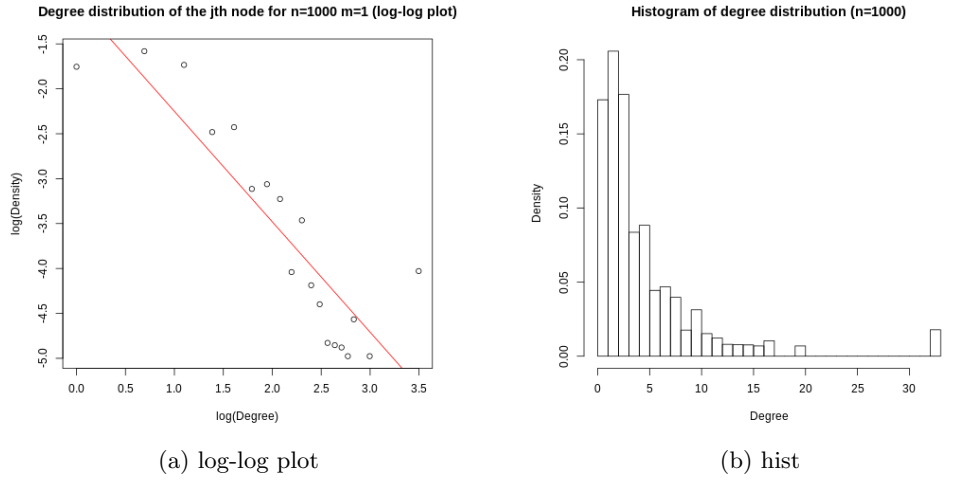 Degree distribution of the jth node for n=1000 m=1 (log-log plot)
log(Density)
-1.5
-2.0
-2.5
-3.0
-3.5
-4.0
-4.5
-5.0
0.0 0.5 1.0 1.5 2.0 2.5 3.0 3.5
log(Degree)
(a) log-log plot
Histogram of degree distribution (n=1000)
Density
0.20
0.15
0.10
0.05
0.00
0 5 10 15 20 25 30
Degree
(b) hist